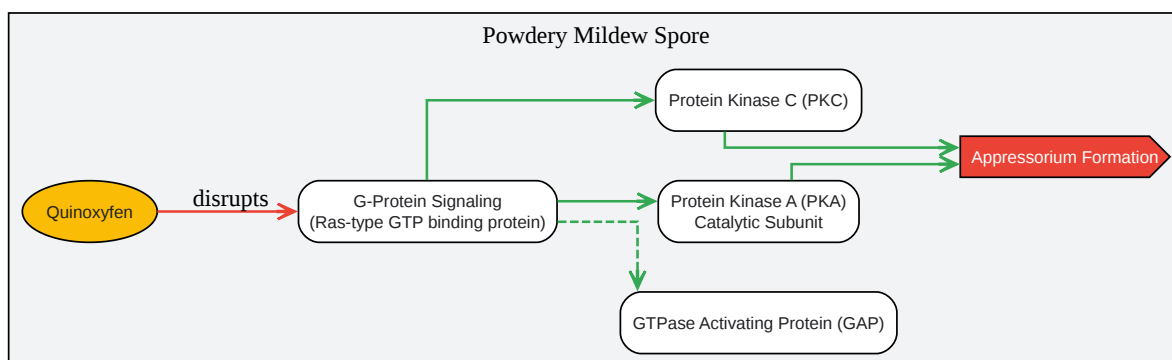 Powdery Mildew Spore
Protein Kinase C (PKC)
Appressorium Formation
Quinoxyfen
disrupts
G-Protein Signaling
(Ras-type GTP binding protein)
Protein Kinase A (PKA)
Catalytic Subunit
GTPase Activating Protein (GAP)